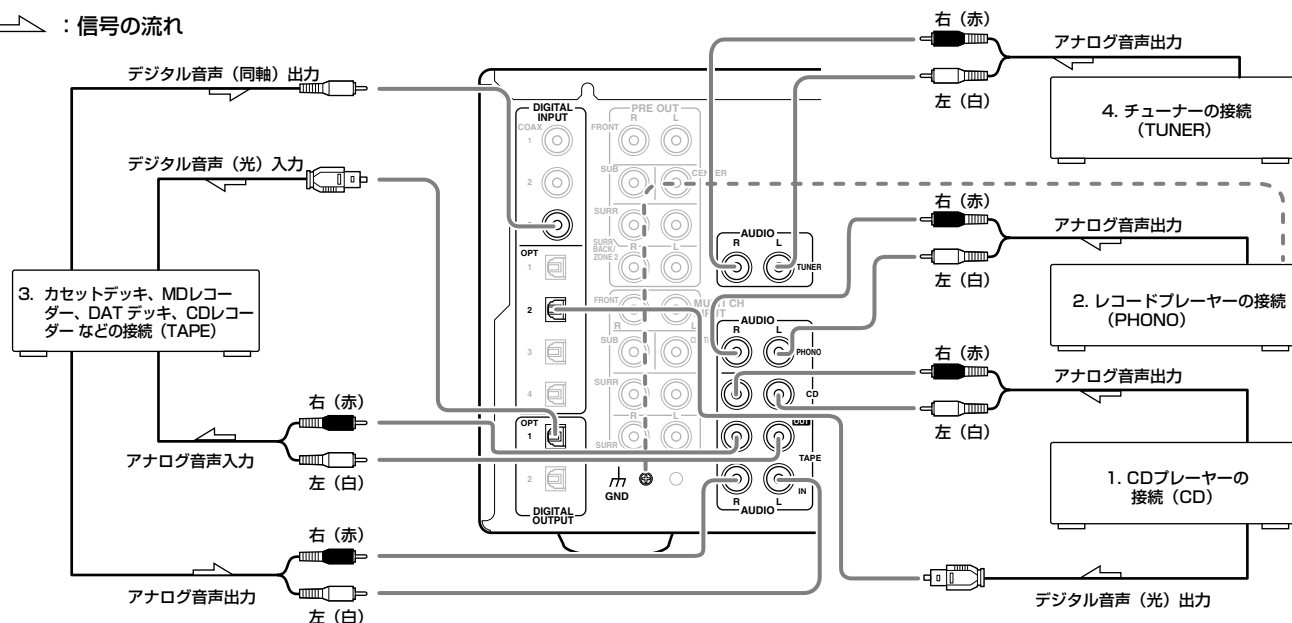 ：信号の流れ
デジタル音声（同軸）出力
デジタル音声（光）入力
3. カセットデッキ、MDレコー
ダー、DAT デッキ、CDレコー
ダー などの接続（TAPE）
右（赤）
アナログ音声入力
左（白）
右（赤）
アナログ音声出力
左（白）
DIGITAL
INPUT
COAX
1
2
OPT
1
2
3
4
OPT
1
2
DIGITAL
OUTPUT
PRE OUT
R L
FRONT
SUB
CENTER
SURR
SURR
BACK/
ZONE 2
R L
FRONT
MULTI CH
INPUT
R L
SUB
SURR
R L
SURR
GND
AUDIO
R L
TUNER
AUDIO
R L
PHONO
CD
OUT
TAPE
IN
R L
AUDIO
右（赤）
アナログ音声出力
左（白）
4. チューナーの接続
（TUNER）
右（赤）
アナログ音声出力
左（白）
2. レコードプレーヤーの接続
（PHONO）
右（赤）
アナログ音声出力
左（白）
1. CDプレーヤーの
接続（CD）
デジタル音声（光）出力